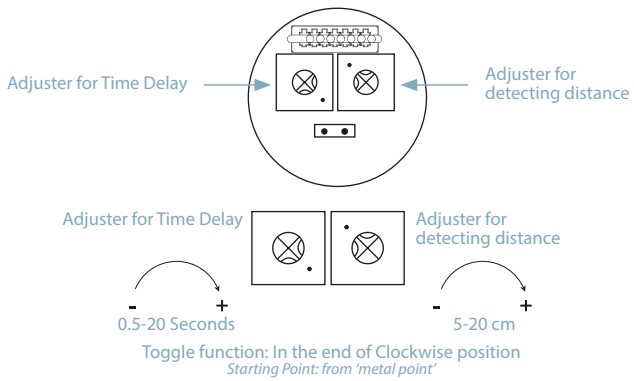 Adjuster for Time Delay
Adjuster for
detecting distance
Adjuster for Time Delay
Adjuster for
detecting distance
- +
0.5-20 Seconds
- +
5-20 cm
Toggle function: In the end of Clockwise position
Starting Point: from ‘metal point’